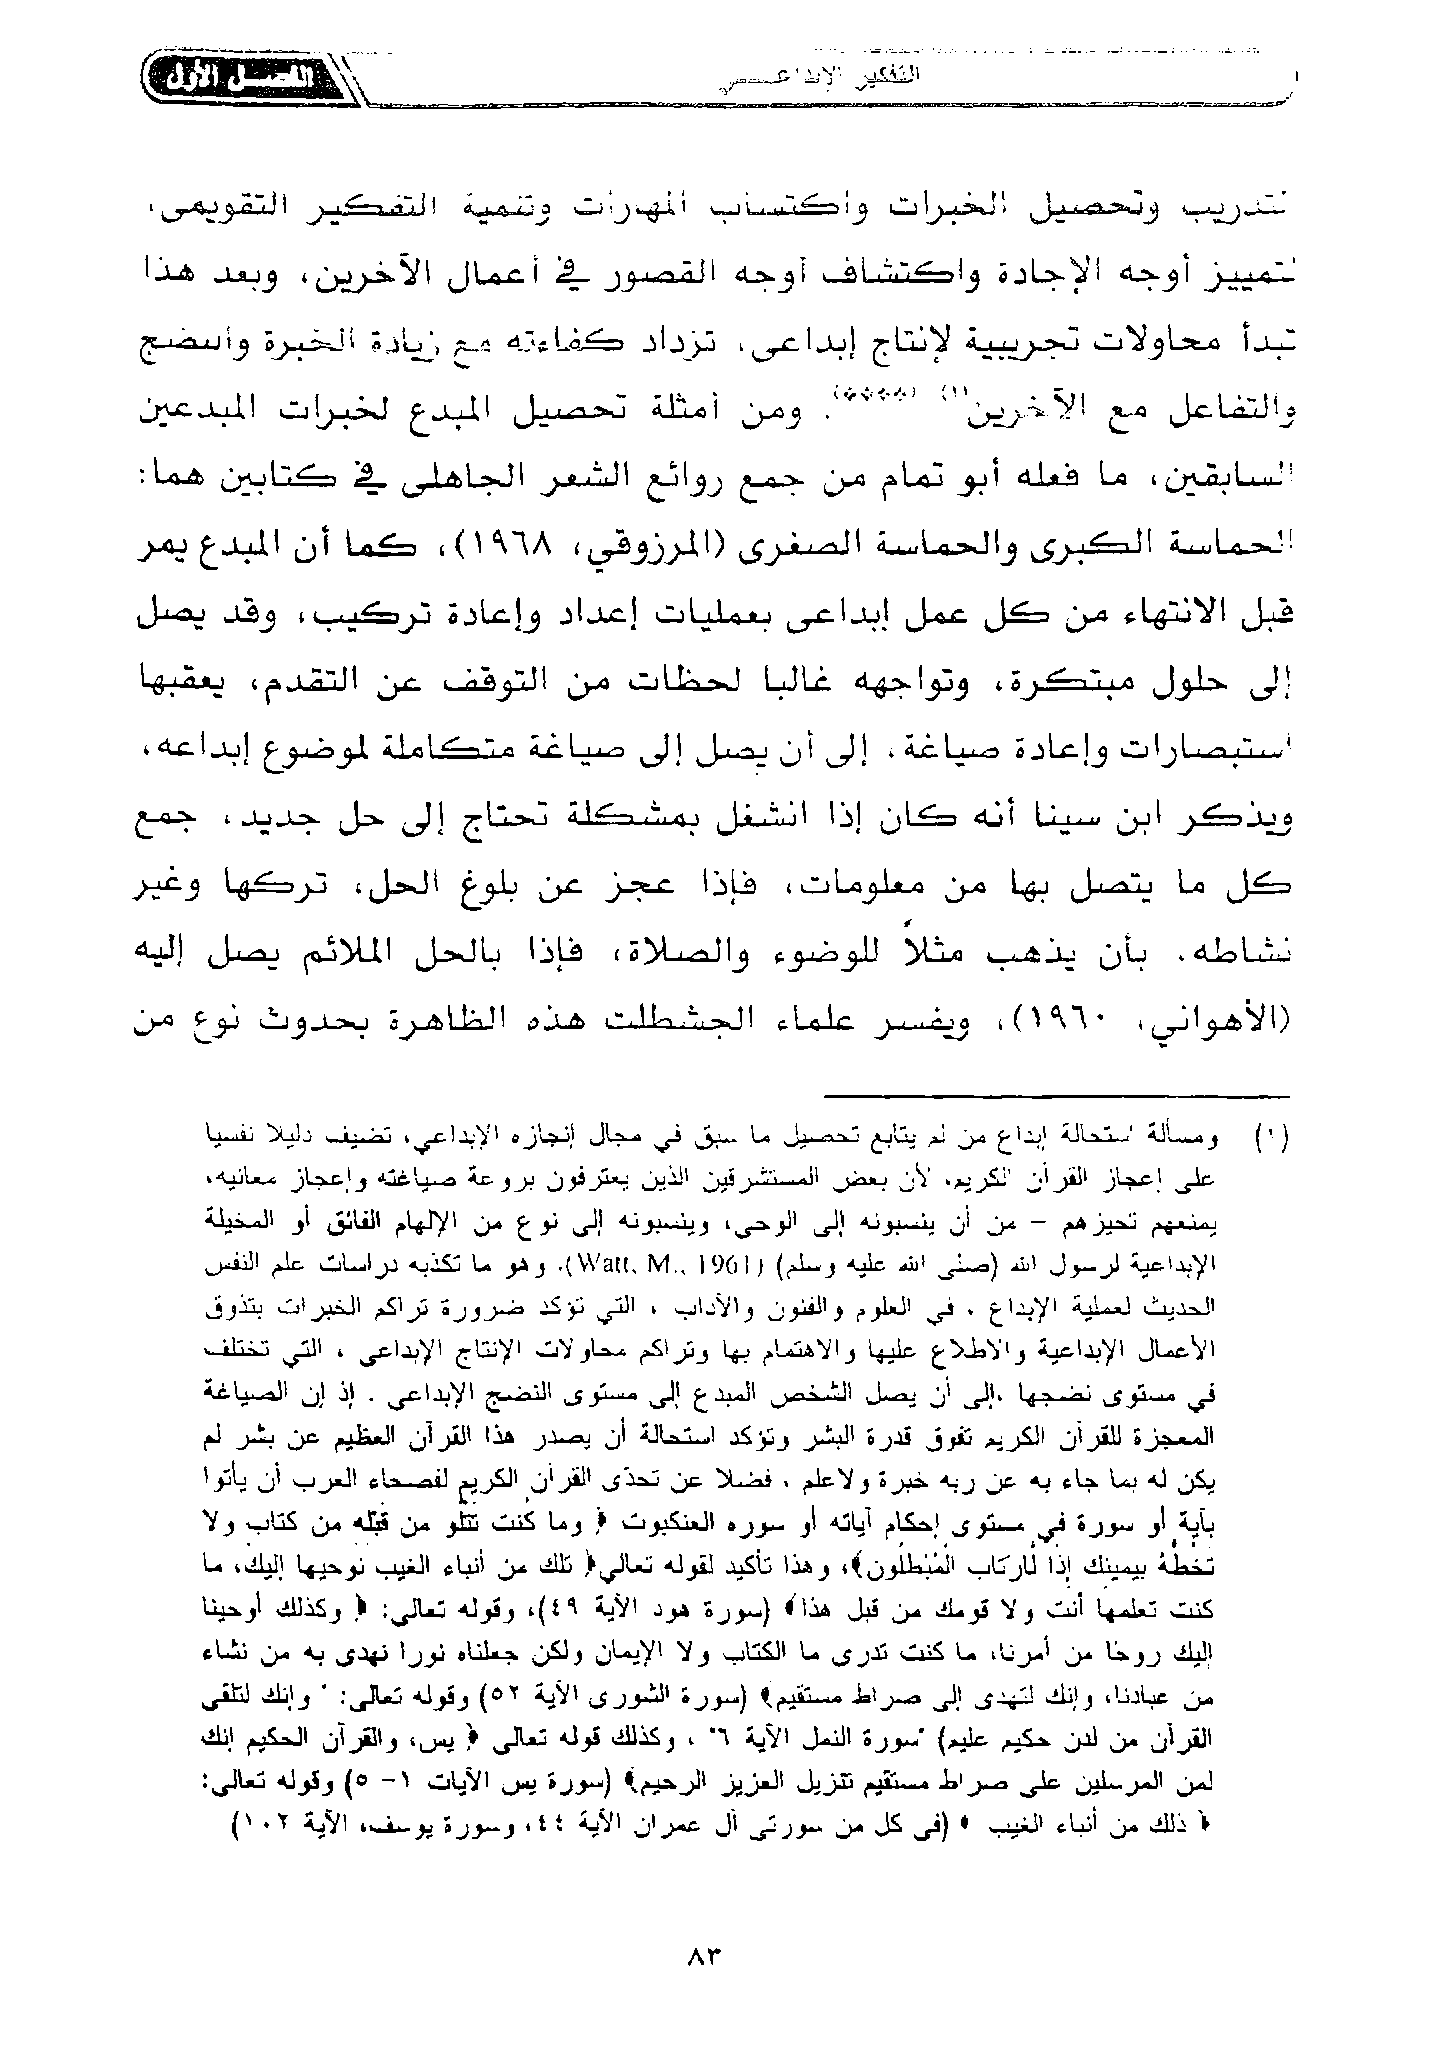 الفصل الأول
التفكير الإبداعي
لتدريب وتحصيل الخبرات واكتساب المهارات وتنمية التفكير التقويمى،
لتمييز أوجه الإجادة واكتشاف أوجه القصور في أعمال الآخرين، وبعد هذا
تبدأ محاولات تجريبية لإنتاج إبداعى، تزداد كفاءته مع زيادة الخبرة والنضج
والتفاعل مع الآخرين(١) (****). ومن أمثلة تحصيل المبدع لخبرات المبدعين
السابقين، ما فعله أبو تمام من جمع روائع الشعر الجاهلى في كتابين هما:
الحماسة الكبرى والحماسة الصغرى (المرزوقي، ١٩٦٨)، كما أن المبدع يمر
قبل الانتهاء من كل عمل إبداعى بعمليات إعداد وإعادة تركيب، وقد يصل
إلى حلول مبتكرة، وتواجهه غالبا لحظات من التوقف عن التقدم، يعقبها
استبصارات وإعادة صياغة، إلى أن يصل إلى صياغة متكاملة لموضوع إبداعه،
ويذكر ابن سينا أنه كان إذا انشغل بمشكلة تحتاج إلى حل جديد، جمع
كل ما يتصل بها من معلومات، فإذا عجز عن بلوغ الحل، تركها وغير
نشاطه. بأن يذهب مثلاً للوضوء والصلاة، فإذا بالحل الملائم يصل إليه
(الأهواني، ١٩٦٠)، ويفسر علماء الجشطلت هذه الظاهرة بحدوث نوع من
(١) ومسألة استحالة إبداع من لم يتابع تحصيل ما سبق في مجال إنجازه الإبداعي، تضيف دليلا نفسيا
على إعجاز القرآن الكريم، لأن بعض المستشرقين الذين يعترفون بروعة صياغته وإعجاز معانيه،
يمنعهم تحيزهم – من أن ينسبونه إلى الوحي، وينسبونه إلى نوع من الإلهام الفائق أو المخيلة
الإبداعية لرسول الله (صلى الله عليه وسلم) (Watt, M., 1961). وهو ما تكذبه دراسات علم النفس
الحديث لعملية الإبداع ، في العلوم والفنون والآداب ، التي تؤكد ضرورة تراكم الخبرات بتذوق
الأعمال الإبداعية والاطلاع عليها والاهتمام بها وتراكم محاولات الإنتاج الإبداعى ، التي تختلف
في مستوى نضجها ،إلى أن يصل الشخص المبدع إلى مستوى النضج الإبداعى . إذ إن الصياغة
المعجزة للقرآن الكريم تفوق قدرة البشر وتؤكد استحالة أن يصدر هذا القرآن العظيم عن بشر لم
يكن له بما جاء به عن ربه خبرة ولاعلم ، فضلا عن تحدى القرآن الكريم لفصحاء العرب أن يأتوا
بآية أو سورة في مستوى إحكام آياته أو سوره العنكبوت ﴿ وما كنت تتلو من قبله من كتاب ولا
تخطه بيمينك إذا لارتاب المبطلون﴾، وهذا تأكيد لقوله تعالي﴿ تلك من أنباء الغيب نوحيها إليك، ما
كنت تعلمها أنت ولا قومك من قبل هذا﴾ (سورة هود الآية ٤٩)، وقوله تعالى: ﴿ وكذلك أوحينا
إليك روحا من أمرنا، ما كنت تدرى ما الكتاب ولا الإيمان ولكن جعلناه نورا نهدى به من نشاء
من عبادنا، وإنك لتهدى إلى صراط مستقيم﴾ (سورة الشورى الآية ٥٢) وقوله تعالى: " وإنك لتلقى
القرآن من لدن حكيم عليم) "سورة النمل الآية ٦" ، وكذلك قوله تعالى ﴿ يس، والقرآن الحكيم إنك
لمن المرسلين على صراط مستقيم تنزيل العزيز الرحيم﴾ (سورة يس الآيات ١- ٥) وقوله تعالى:
﴿ ذلك من أنباء الغيب ﴾ (فى كل من سورتي آل عمران الآية ٤٤، وسورة يوسف، الآية ١٠٢)
٨٣